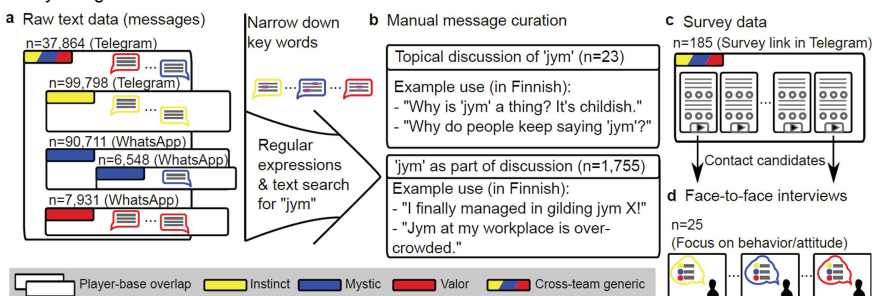 a Raw text data (messages)
n=37,864 (Telegram)
n=99,798 (Telegram)
n=90,711 (WhatsApp)
n=6,548 (WhatsApp)
n=7,931 (WhatsApp)
Narrow down
key words
Regular
expressions
& text search
for "jym"
b Manual message curation
Topical discussion of 'jym' (n=23)
Example use (in Finnish):
- "Why is 'jym' a thing? It's childish."
- "Why do people keep saying 'jym'?"
'jym' as part of discussion (n=1,755)
Example use (in Finnish):
- "I finally managed in gilding jym X!"
- "Jym at my workplace is over-
crowded."
c Survey data
n=185 (Survey link in Telegram)
Contact candidates
d Face-to-face interviews
n=25
(Focus on behavior/attitude)
Player-base overlap Instinct Mystic Valor Cross-team generic